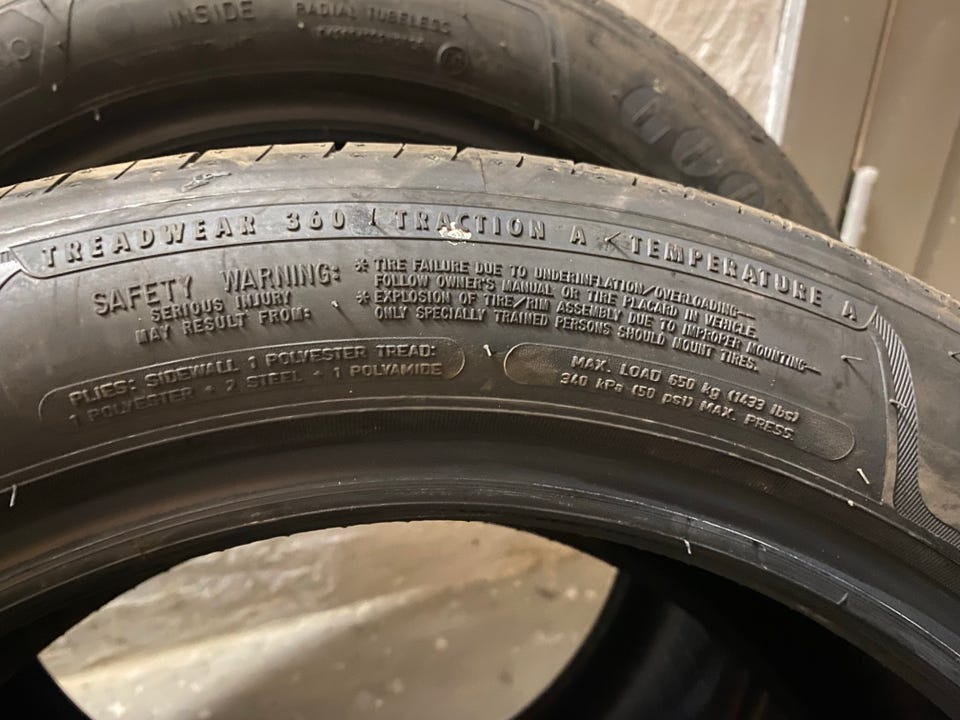 INSIDE
RADIAL TUBELESS
GOO
TREADWEAR 360 / TRACTION A < TEMPERATURE A
SAFETY WARNING:
SERIOUS INJURY
MAY RESULT FROM:
* TIRE FAILURE DUE TO UNDERINFLATION/OVERLOADING—
FOLLOW OWNER'S MANUAL OR TIRE PLACARD IN VEHICLE.
* EXPLOSION OF TIRE/RIM ASSEMBLY DUE TO IMPROPER MOUNTING—
ONLY SPECIALLY TRAINED PERSONS SHOULD MOUNT TIRES.
PLIES: SIDEWALL 1 POLYESTER TREAD:
1 POLYESTER + 2 STEEL + 1 POLYAMIDE
MAX. LOAD 650 kg (1433 lbs)
340 kPa (50 psi) MAX. PRESS.